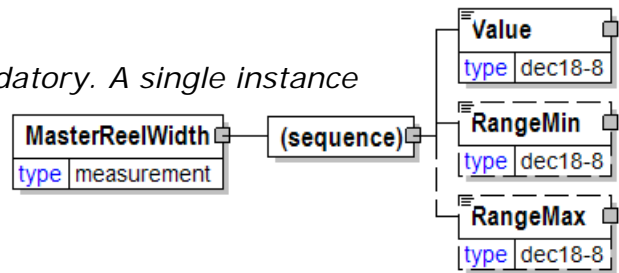 datory. A single instance
MasterReelWidth
type measurement
(sequence)
Value
type dec18-8
RangeMin
type dec18-8
RangeMax
type dec18-8